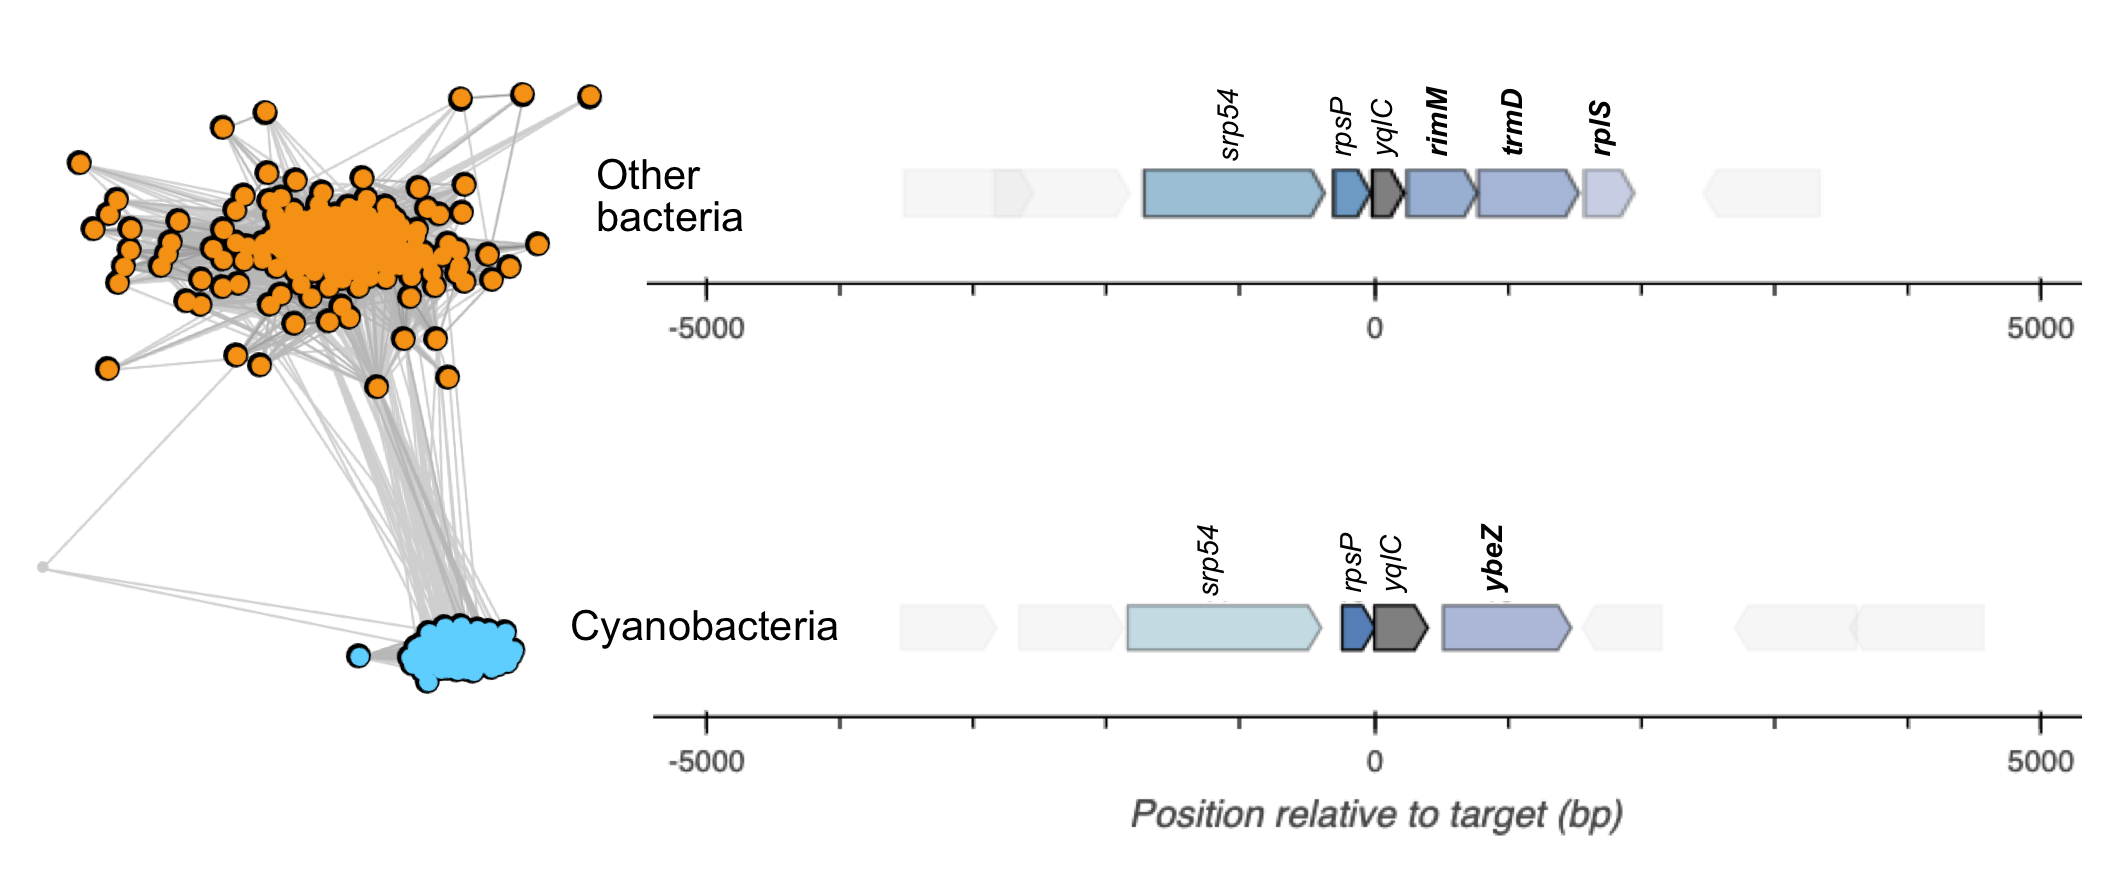 srp54
rpsP
yqlC
rimM
trmD
rplS
Other
bacteria
-5000
0
5000
srp54
rpsP
yqlC
ybeZ
Cyanobacteria
-5000
0
5000
Position relative to target (bp)